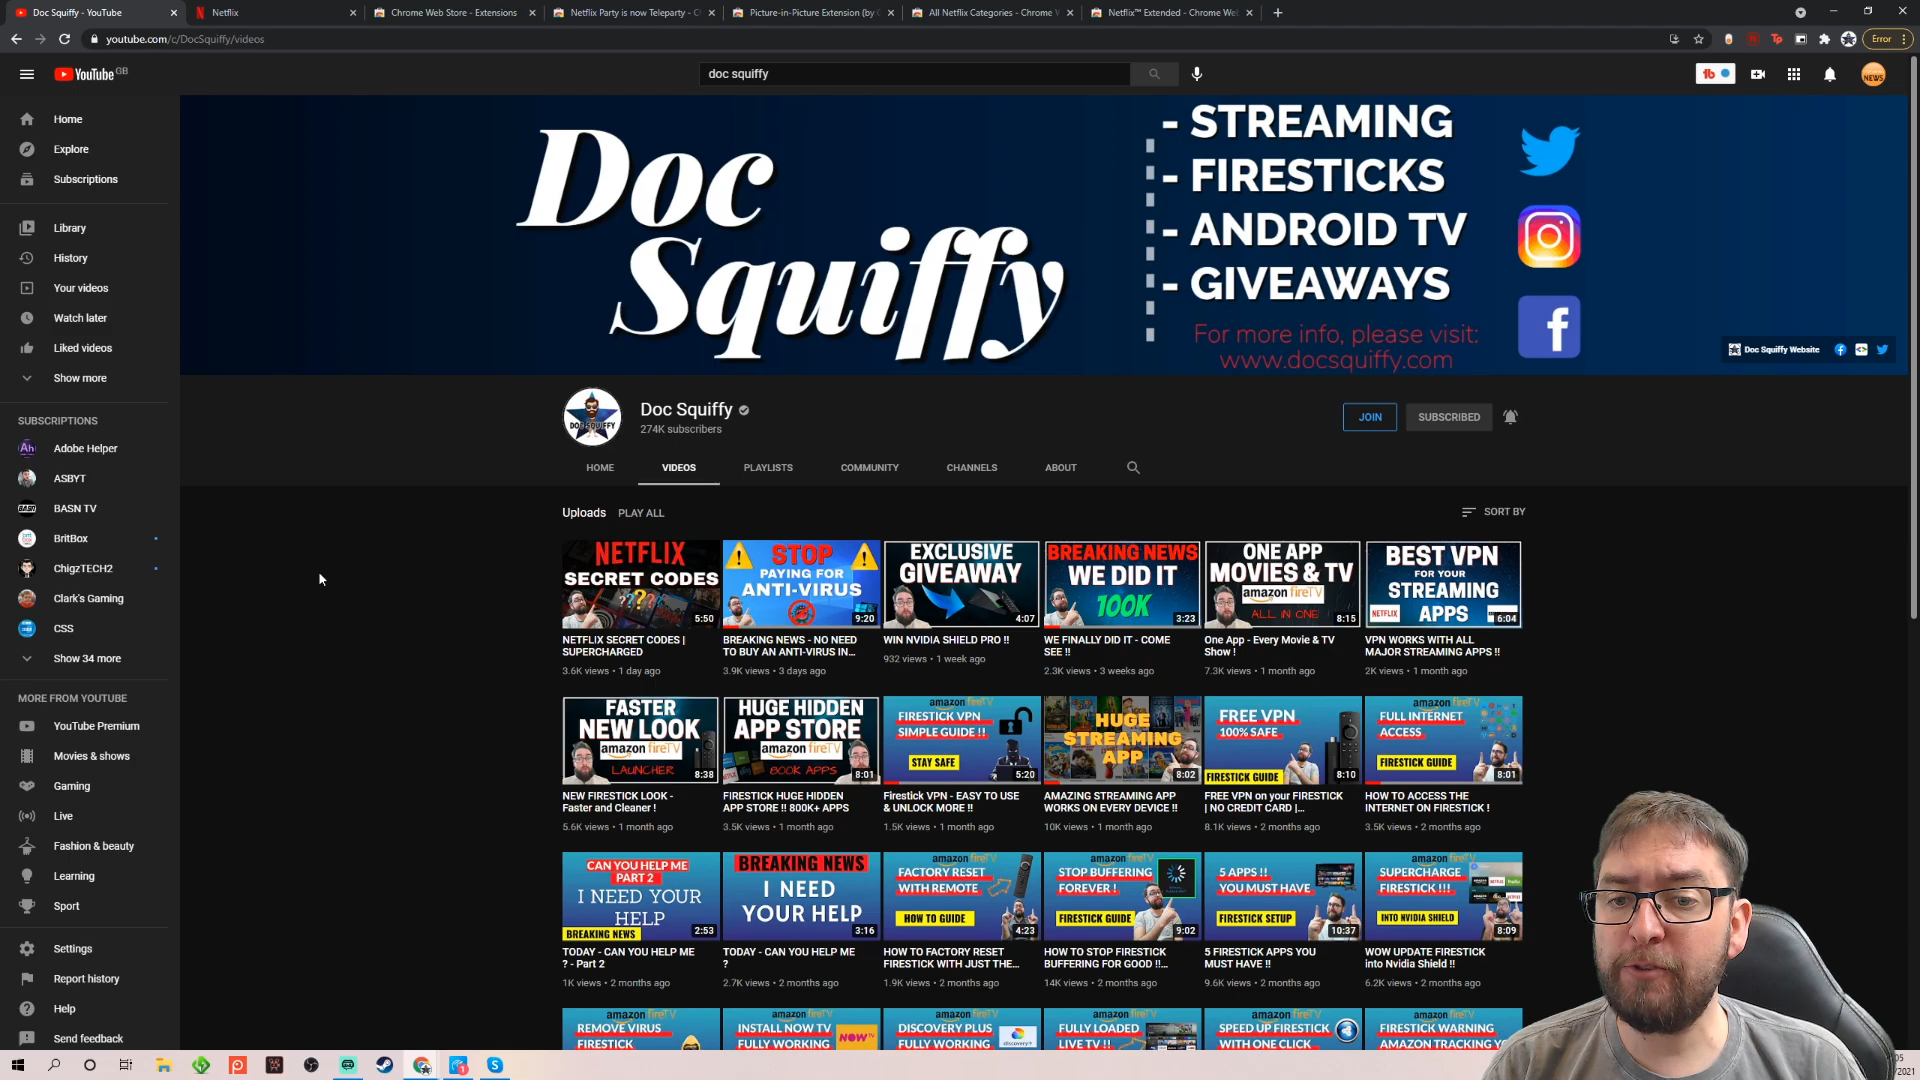 Doc Squiffy - YouTube
Netflix
Chrome Web Store - Extensions
Netflix Party is now Teleparty - C
Picture-in-Picture Extension (by G
All Netflix Categories - Chrome V
Netflix™ Extended - Chrome Web
youtube.com/c/DocSquiffy/videos
Error
YouTube GB
doc squiffy
tb
NEWS
Home
Explore
Subscriptions
Library
History
Your videos
Watch later
Liked videos
Show more
SUBSCRIPTIONS
Adobe Helper
ASBYT
BASN TV
BritBox
ChigzTECH2
Clark's Gaming
CSS
Show 34 more
MORE FROM YOUTUBE
YouTube Premium
Movies & shows
Gaming
Live
Fashion & beauty
Learning
Sport
Settings
Report history
Help
Send feedback
Doc
Squiffy
- STREAMING
- FIRESTICKS
- ANDROID TV
- GIVEAWAYS
For more info, please visit:
www.docsquiffy.com
Doc Squiffy Website
DOC SQUIFFY
Doc Squiffy
274K subscribers
JOIN
SUBSCRIBED
HOME
VIDEOS
PLAYLISTS
COMMUNITY
CHANNELS
ABOUT
Uploads
PLAY ALL
SORT BY
NETFLIX
SECRET CODES
???
5:50
NETFLIX SECRET CODES |
SUPERCHARGED
3.6K views • 1 day ago
STOP
PAYING FOR
ANTI-VIRUS
9:20
BREAKING NEWS - NO NEED
TO BUY AN ANTI-VIRUS IN...
3.9K views • 3 days ago
EXCLUSIVE
GIVEAWAY
4:07
WIN NVIDIA SHIELD PRO !!
932 views • 1 week ago
BREAKING NEWS
WE DID IT
100K
3:23
WE FINALLY DID IT - COME
SEE !!
2.3K views • 3 weeks ago
ONE APP
MOVIES & TV
amazon fireTV
ALL IN ONE
8:15
One App - Every Movie & TV
Show !
7.3K views • 1 month ago
BEST VPN
FOR YOUR
STREAMING
APPS
NETFLIX
6:04
VPN WORKS WITH ALL
MAJOR STREAMING APPS !!
2K views • 1 month ago
FASTER
NEW LOOK
amazon fireTV
LAUNCHER
8:38
NEW FIRESTICK LOOK -
Faster and Cleaner !
5.6K views • 1 month ago
HUGE HIDDEN
APP STORE
amazon fireTV
800K APPS
8:01
FIRESTICK HUGE HIDDEN
APP STORE !! 800K+ APPS
3.5K views • 1 month ago
amazon fireTV
FIRESTICK VPN
SIMPLE GUIDE !!
STAY SAFE
5:20
Firestick VPN - EASY TO USE
& UNLOCK MORE !!
1.5K views • 1 month ago
HUGE
STREAMING
APP
8:02
AMAZING STREAMING APP
WORKS ON EVERY DEVICE !!
10K views • 1 month ago
amazon fireTV
FREE VPN
100% SAFE
FIRESTICK GUIDE
8:10
FREE VPN on your FIRESTICK
| NO CREDIT CARD |...
8.1K views • 2 months ago
amazon fireTV
FULL INTERNET
ACCESS
FIRESTICK GUIDE
8:01
HOW TO ACCESS THE
INTERNET ON FIRESTICK !
3.5K views • 2 months ago
CAN YOU HELP ME
PART 2
I NEED YOUR
HELP
BREAKING NEWS
2:53
TODAY - CAN YOU HELP ME
? - Part 2
1K views • 2 months ago
BREAKING NEWS
I NEED
YOUR HELP
3:16
TODAY - CAN YOU HELP ME
?
2.7K views • 2 months ago
amazon fireTV
FACTORY RESET
WITH REMOTE
HOW TO GUIDE
4:23
HOW TO FACTORY RESET
FIRESTICK WITH JUST THE...
1.9K views • 2 months ago
amazon fireTV
STOP BUFFERING
FOREVER !
FIRESTICK GUIDE
9:02
HOW TO STOP FIRESTICK
BUFFERING FOR GOOD !!...
14K views • 2 months ago
amazon fireTV
5 APPS !!
YOU MUST HAVE
FIRESTICK SETUP
10:37
5 FIRESTICK APPS YOU
MUST HAVE !!
9.6K views • 2 months ago
amazon fireTV
SUPERCHARGE
FIRESTICK !!!
INTO NVIDIA SHIELD
8:09
WOW UPDATE FIRESTICK
into Nvidia Shield !!
6.2K views • 2 months ago
amazon fireTV
REMOVE VIRUS
FIRESTICK
amazon fireTV
INSTALL NOW TV
FULLY WORKING
NOW
amazon fireTV
DISCOVERY PLUS
FULLY WORKING
discovery+
amazon fireTV
FULLY LOADED
LIVE TV !!
amazon fireTV
SPEED UP FIRESTICK
WITH ONE CLICK
amazon fireTV
FIRESTICK WARNING
AMAZON TRACKING YO